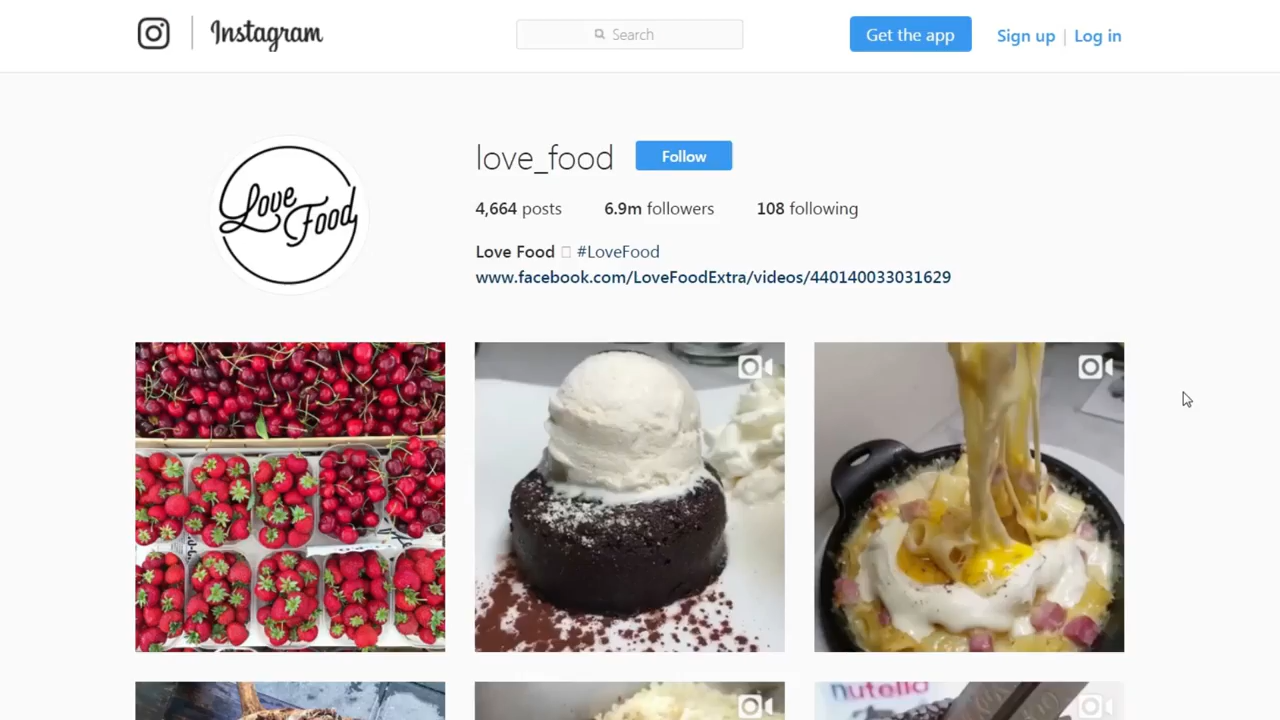 Instagram
Search
Get the app
Sign up | Log in
Love Food
love_food
Follow
4,664 posts
6.9m followers
108 following
Love Food #LoveFood
www.facebook.com/LoveFoodExtra/videos/440140033031629
nutella